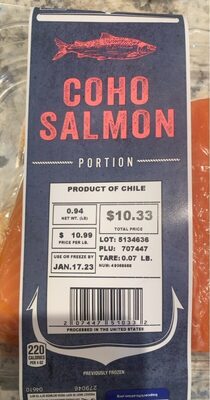 COHO
SALMON
PORTION
PRODUCT OF CHILE
0.94
NET WT. (LB)
$10.33
TOTAL PRICE
$ 10.99
PRICE PER LB.
LOT: 5134636
PLU: 707447
TARE:0.07 LB.
USE OR FREEZE BY
JAN.17.23
PROCESSED IN THE UNITED STATES
220
CALORIES
PREVIOUSLY FROZEN